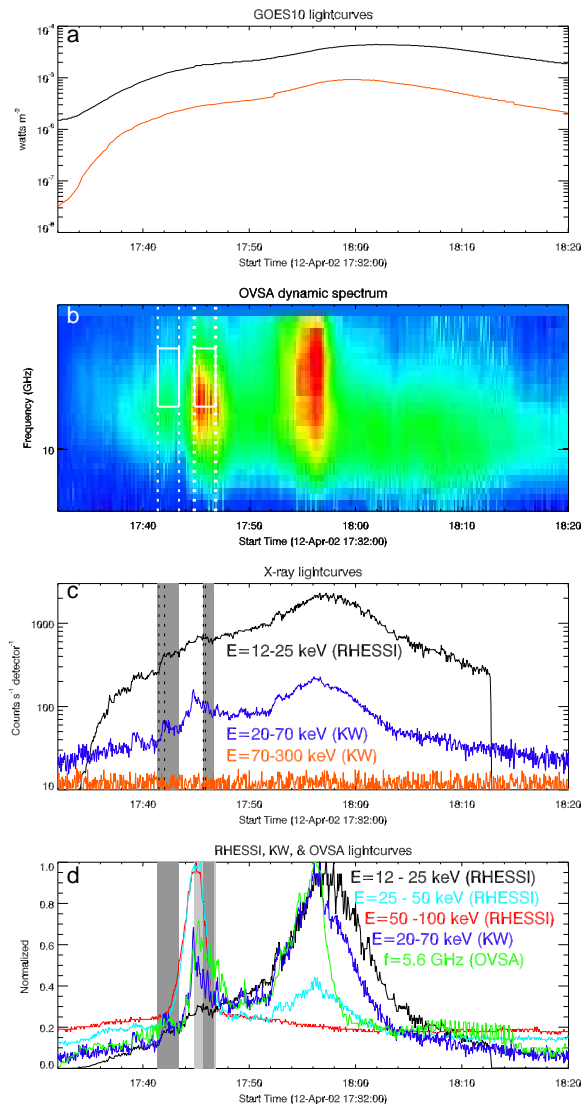 GOES10 lightcurves
a
10-4
10-5
10-6
10-7
10-8
watts m-2
17:40 17:50 18:00 18:10 18:20
Start Time (12-Apr-02 17:32:00)
OVSA dynamic spectrum
b
Frequency (GHz)
10
17:40 17:50 18:00 18:10 18:20
Start Time (12-Apr-02 17:32:00)
X-ray lightcurves
c
1000
100
10
Counts s-1 detector-1
E=12-25 keV (RHESSI)
E=20-70 keV (KW)
E=70-300 keV (KW)
17:40 17:50 18:00 18:10 18:20
Start Time (12-Apr-02 17:32:00)
RHESSI, KW, & OVSA lightcurves
d
1.0
0.8
0.6
0.4
0.2
0.0
Normalized
E=12 - 25 keV (RHESSI)
E=25 - 50 keV (RHESSI)
E=50 -100 keV (RHESSI)
E=20-70 keV (KW)
f=5.6 GHz (OVSA)
17:40 17:50 18:00 18:10 18:20
Start Time (12-Apr-02 17:32:00)